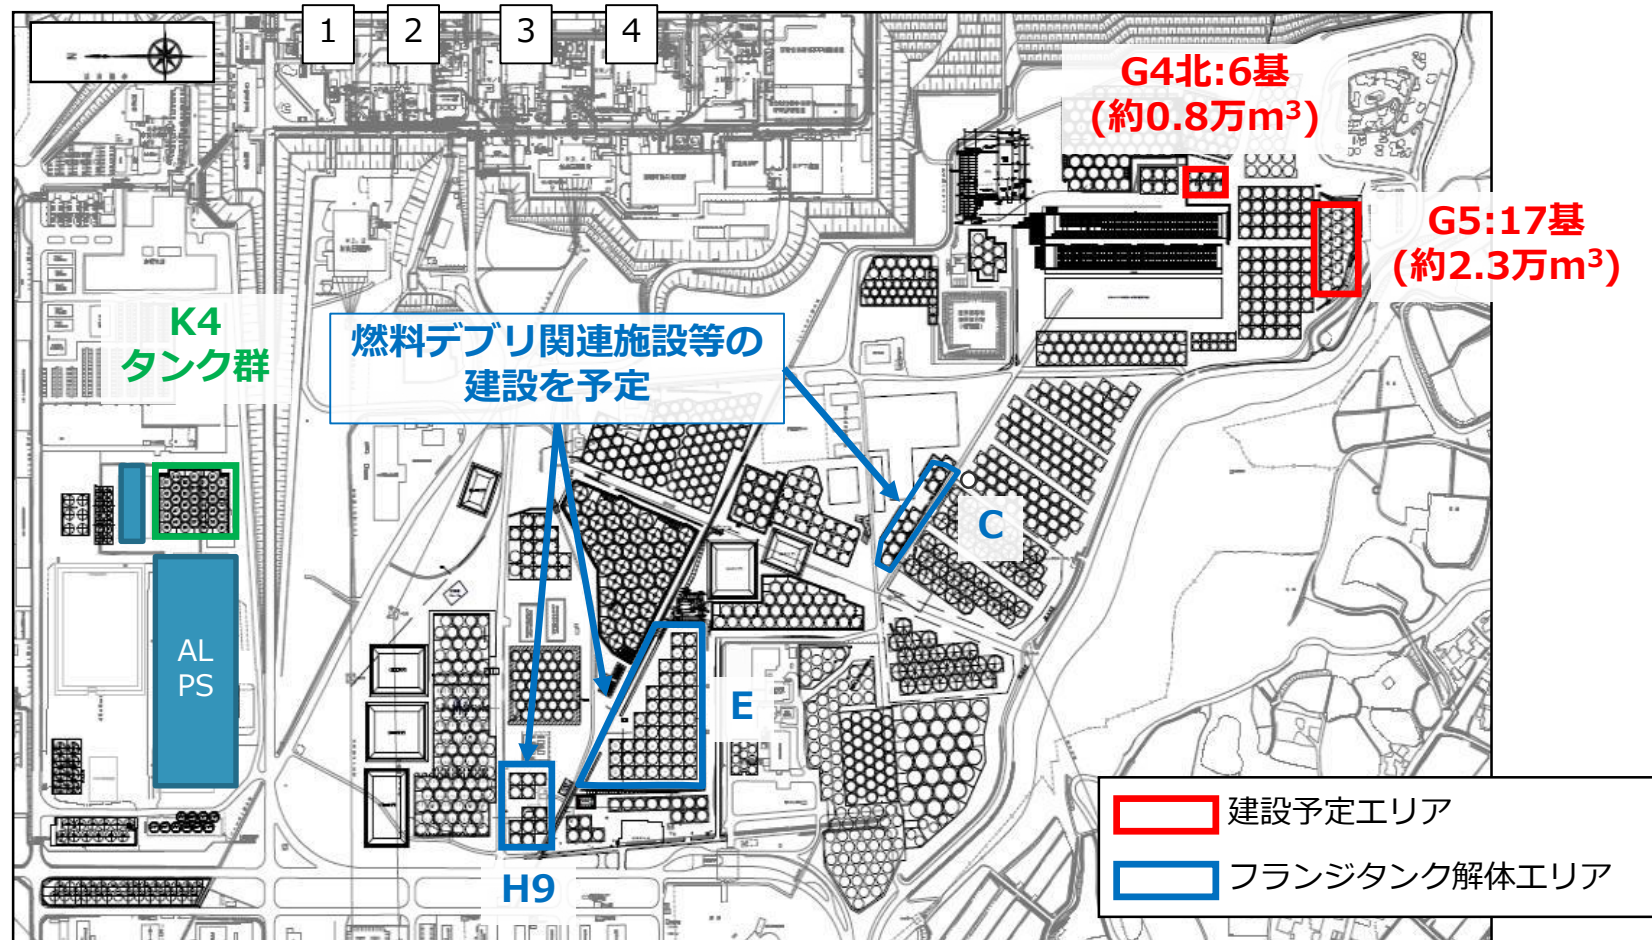 1
2
3
4
N
G4北:6基
(約0.8万m³)
G5:17基
(約2.3万m³)
K4
タンク群
燃料デブリ関連施設等の
建設を予定
C
AL
PS
E
H9
建設予定エリア
フランジタンク解体エリア